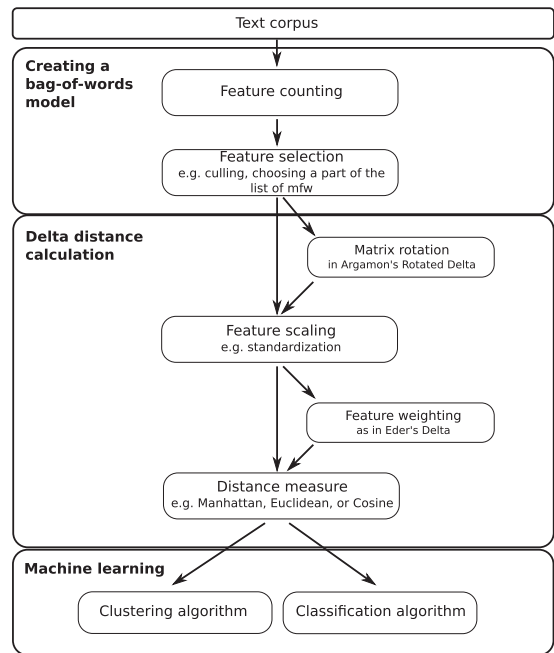 Text corpus
Creating a
bag-of-words
model
Feature counting
Feature selection
e.g. culling, choosing a part of the
list of mfw
Delta distance
calculation
Matrix rotation
in Argamon's Rotated Delta
Feature scaling
e.g. standardization
Feature weighting
as in Eder's Delta
Distance measure
e.g. Manhattan, Euclidean, or Cosine
Machine learning
Clustering algorithm
Classification algorithm